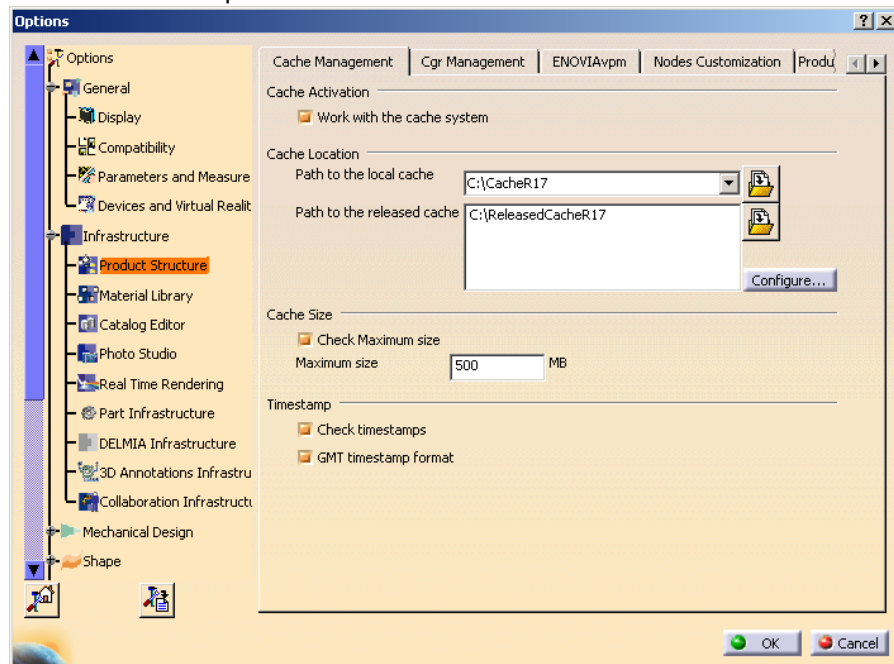 Options
Options
General
Display
Compatibility
Parameters and Measure
Devices and Virtual Realit
Infrastructure
Product Structure
Material Library
Catalog Editor
Photo Studio
Real Time Rendering
Part Infrastructure
DELMIA Infrastructure
3D Annotations Infrastru
Collaboration Infrastructu
Mechanical Design
Shape
Cache Management Cgr Management ENOVIAvpm Nodes Customization Produ
Cache Activation
Work with the cache system
Cache Location
Path to the local cache C:\CacheR17
Path to the released cache C:\ReleasedCacheR17
Configure...
Cache Size
Check Maximum size
Maximum size 500 MB
Timestamp
Check timestamps
GMT timestamp format
OK Cancel